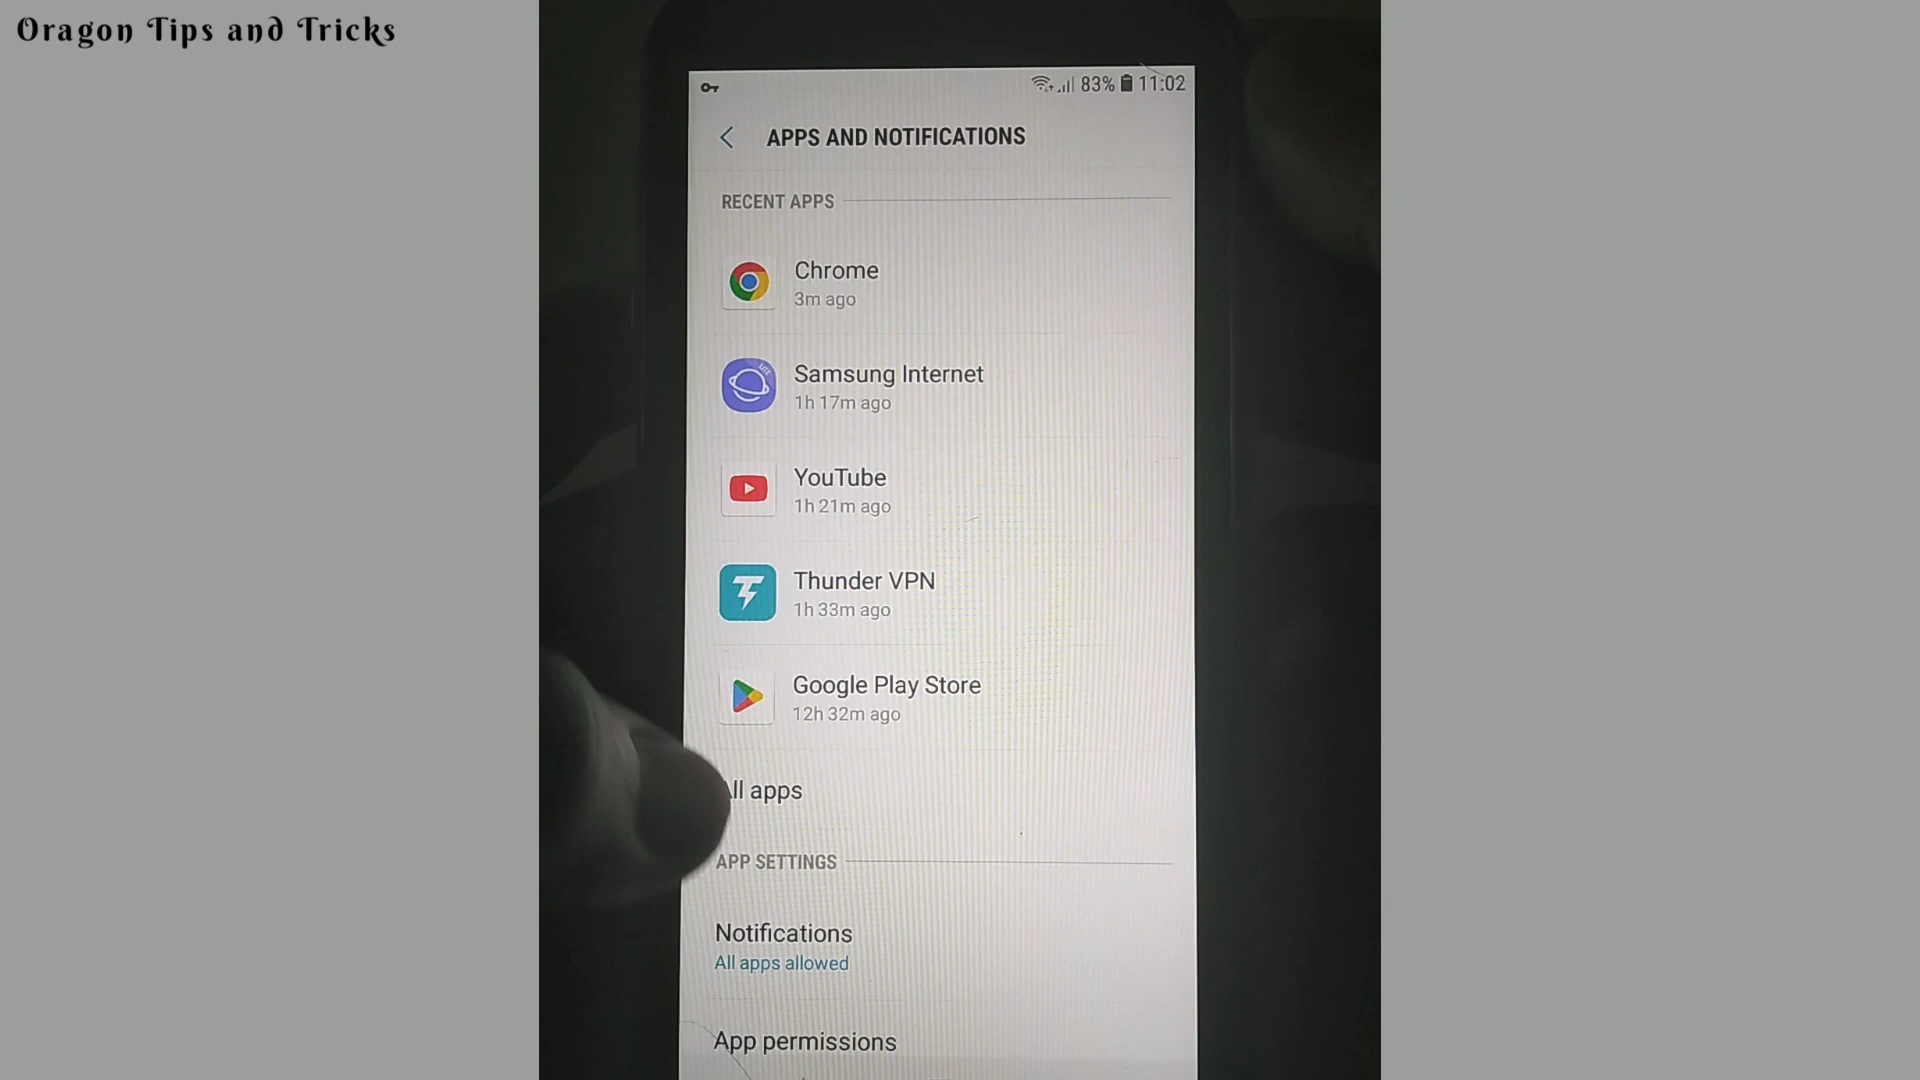 Oragon Tips and Tricks
83% 11:02
APPS AND NOTIFICATIONS
RECENT APPS
Chrome
3m ago
Samsung Internet
1h 17m ago
YouTube
1h 21m ago
Thunder VPN
1h 33m ago
Google Play Store
12h 32m ago
All apps
APP SETTINGS
Notifications
All apps allowed
App permissions